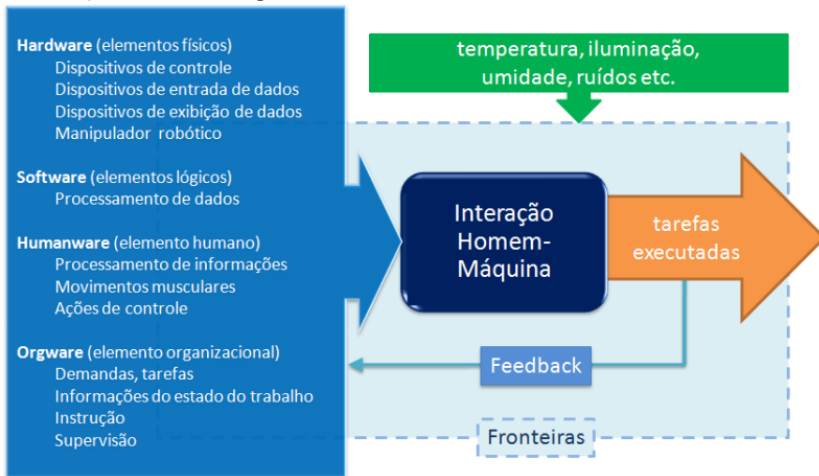 Hardware (elementos físicos)
Dispositivos de controle
Dispositivos de entrada de dados
Dispositivos de exibição de dados
Manipulador robótico
Software (elementos lógicos)
Processamento de dados
Humanware (elemento humano)
Processamento de informações
Movimentos musculares
Ações de controle
Orgware (elemento organizacional)
Demandas, tarefas
Informações do estado do trabalho
Instrução
Supervisão
temperatura, iluminação,
umidade, ruídos etc.
Interação
Homem-
Máquina
tarefas
executadas
Feedback
Fronteiras